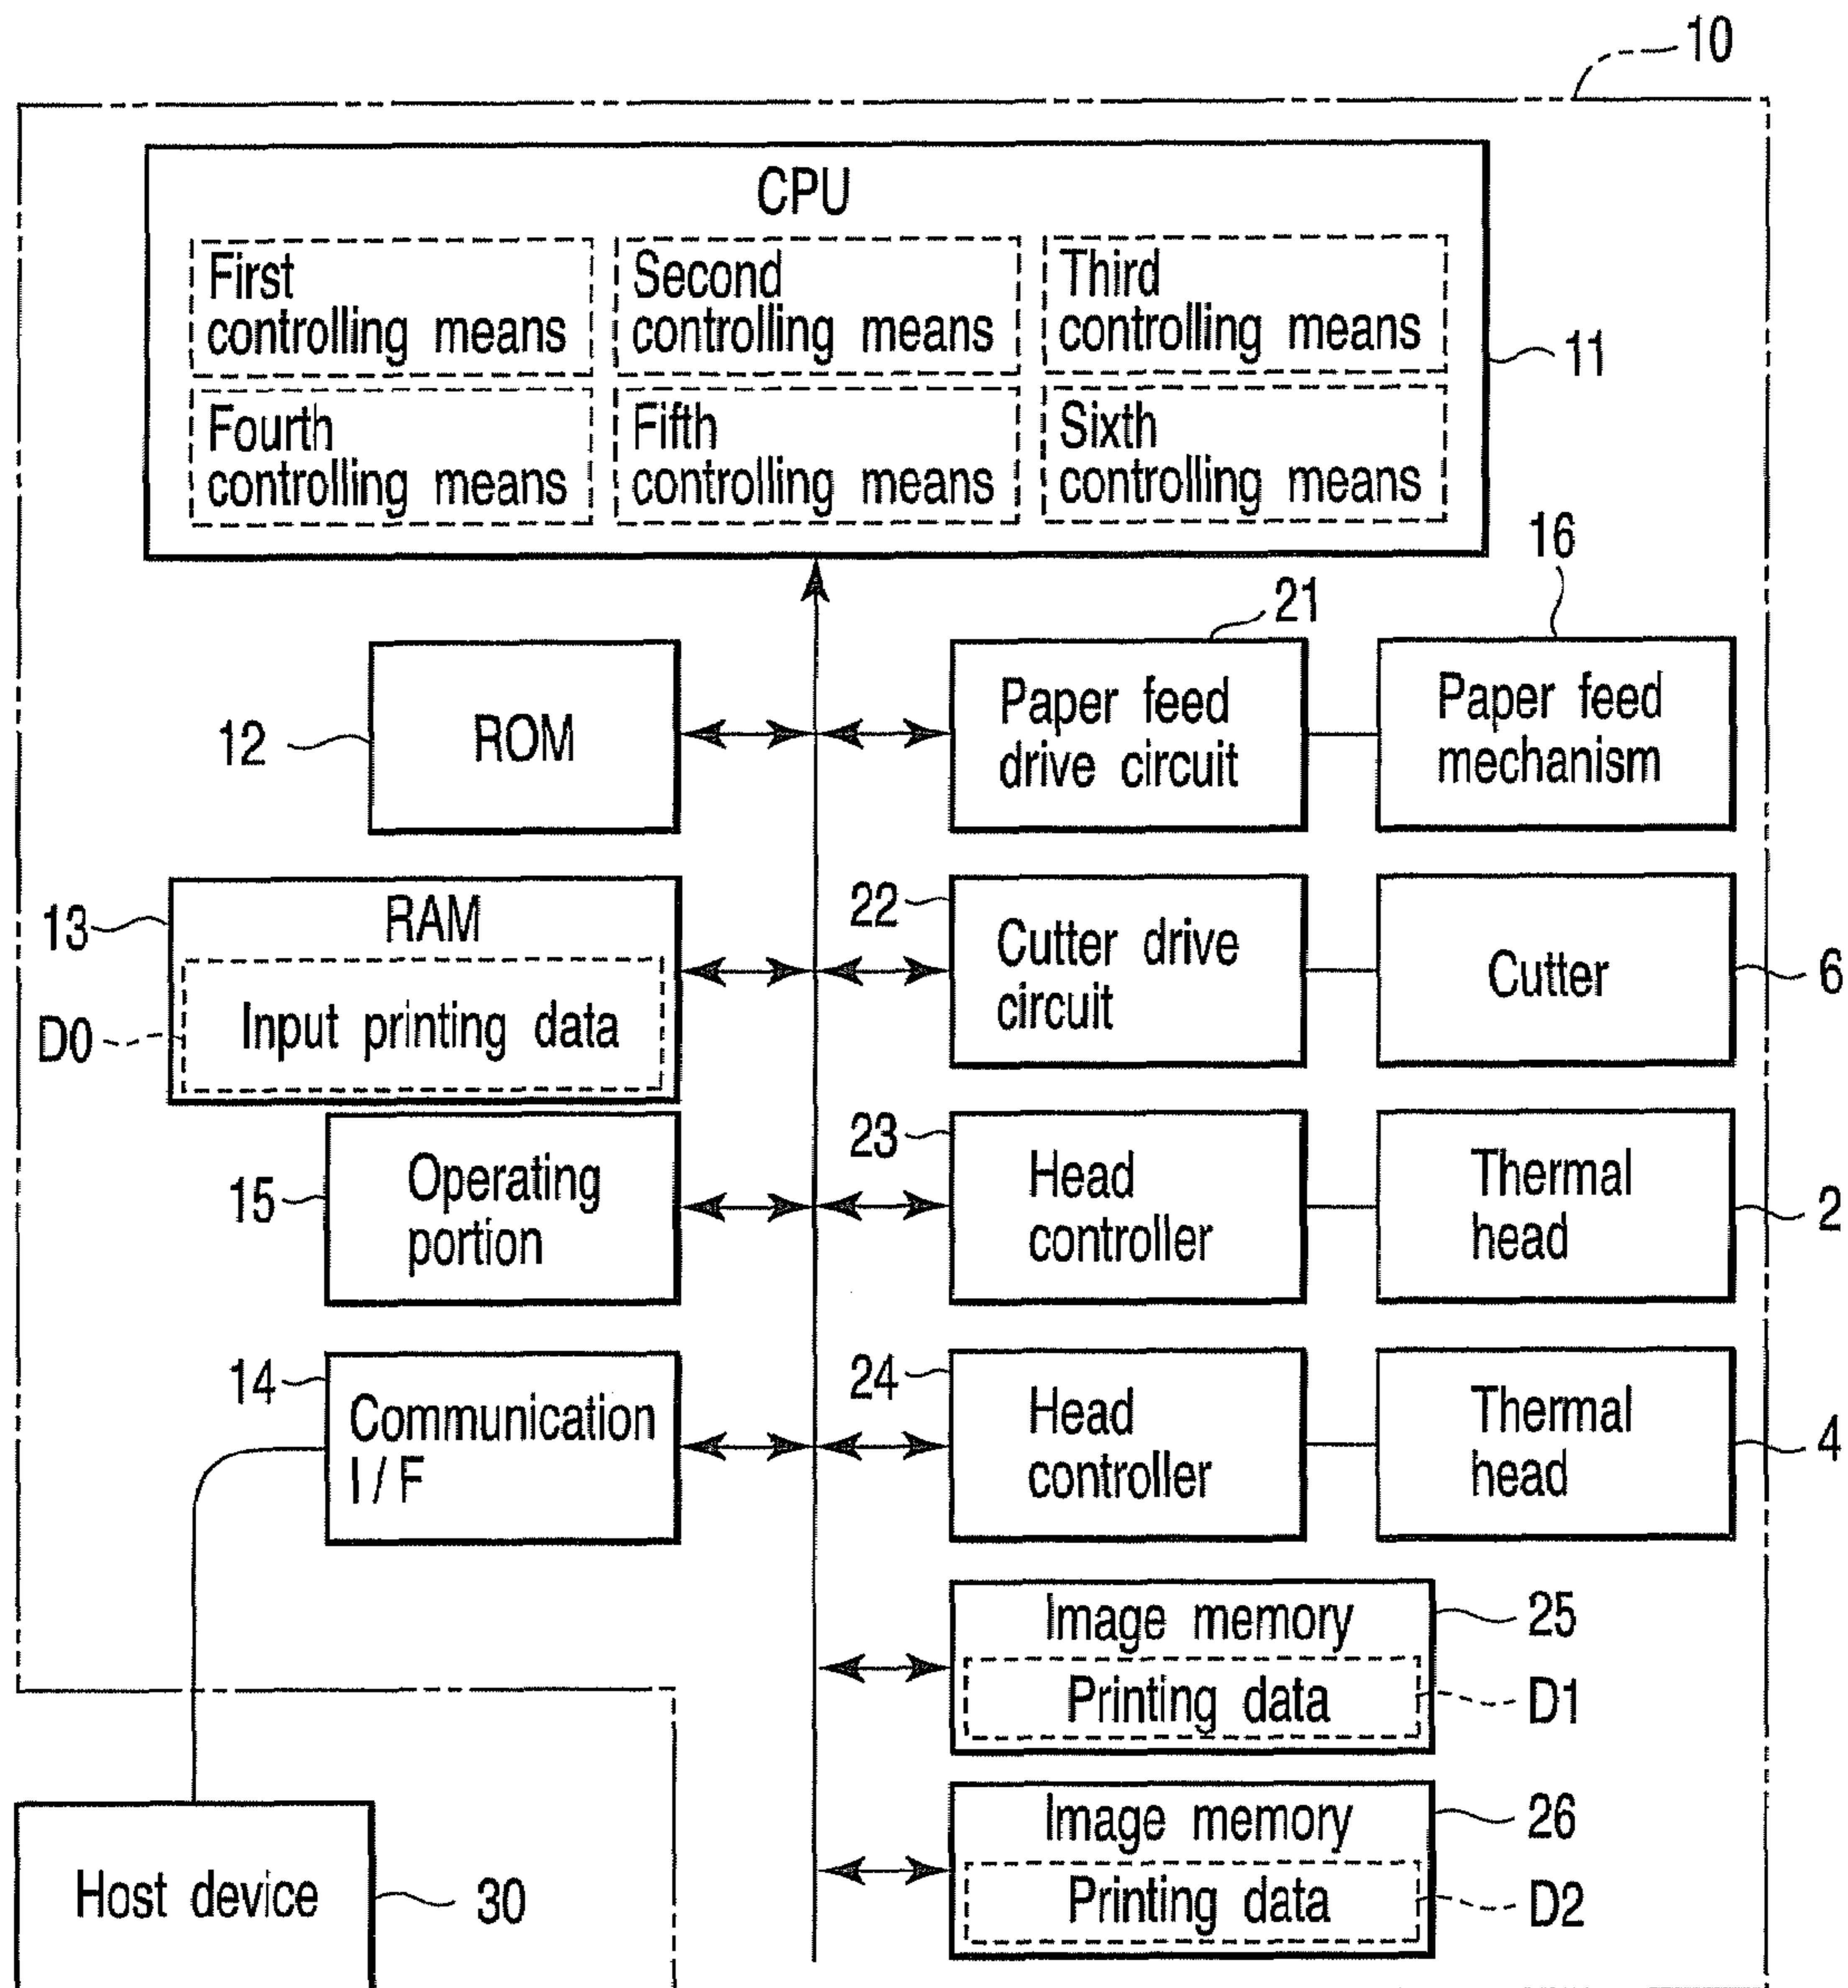 10
CPU
First
controlling means
Second
controlling means
Third
controlling means
11
Fourth
controlling means
Fifth
controlling means
Sixth
controlling means
16
21
12
ROM
Paper feed
drive circuit
Paper feed
mechanism
13
RAM
D0
Input printing data
22
Cutter drive
circuit
Cutter
6
15
Operating
portion
23
Head
controller
Thermal
head
2
14
Communication
I / F
24
Head
controller
Thermal
head
4
Image memory
25
Printing data
D1
Image memory
26
Printing data
D2
Host device
30